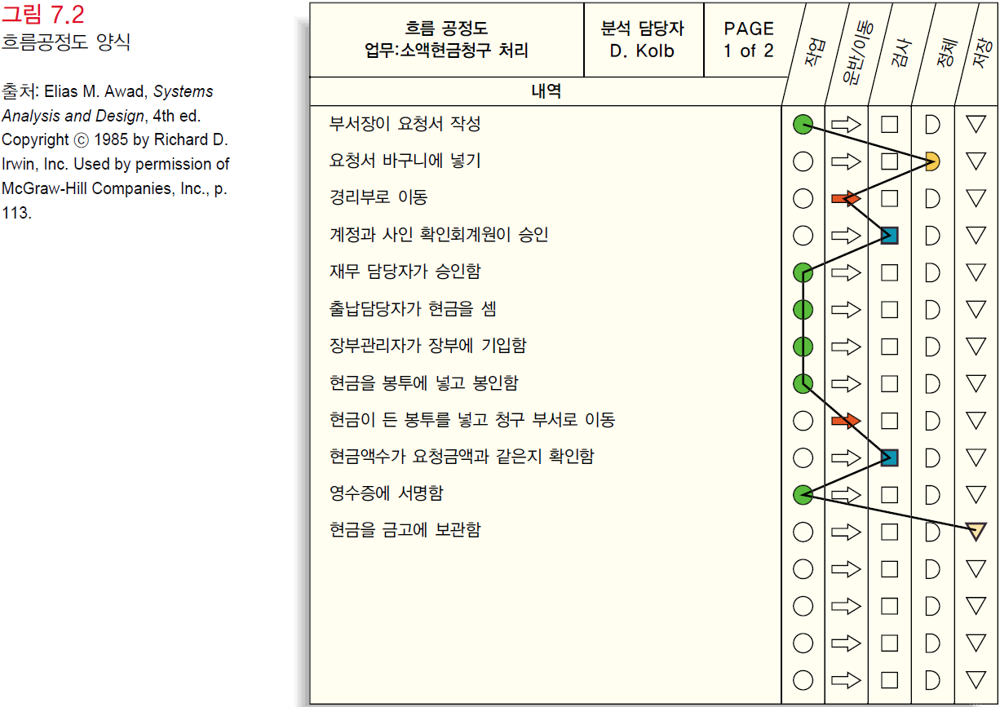 그림 7.2
흐름공정도 양식
출처: Elias M. Awad, Systems
Analysis and Design, 4th ed.
Copyright ⓒ 1985 by Richard D.
Irwin, Inc. Used by permission of
McGraw-Hill Companies, Inc., p.
113.
흐름 공정도
업무:소액현금청구 처리
분석 담당자
D. Kolb
PAGE
1 of 2
작업
운반/이동
검사
정체
저장
내역
부서장이 요청서 작성
요청서 바구니에 넣기
경리부로 이동
계정과 사인 확인회계원이 승인
재무 담당자가 승인함
출납담당자가 현금을 셈
장부관리자가 장부에 기입함
현금을 봉투에 넣고 봉인함
현금이 든 봉투를 넣고 청구 부서로 이동
현금액수가 요청금액과 같은지 확인함
영수증에 서명함
현금을 금고에 보관함